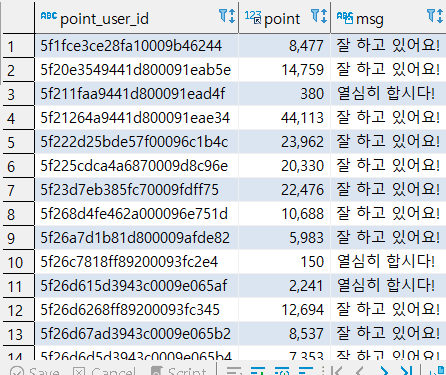 ABC point_user_id 123 point ABC msg
1 5f1fce3ce28fa10009b46244 8,477 잘 하고 있어요!
2 5f20e3549441d800091eab5e 14,759 잘 하고 있어요!
3 5f211faa9441d800091ead4f 380 열심히 합시다!
4 5f21264a9441d800091eae34 44,113 잘 하고 있어요!
5 5f222d25bde57f00096c1b4c 23,962 잘 하고 있어요!
6 5f225cdca4a6870009d8c96e 20,330 잘 하고 있어요!
7 5f23d7eb385fc70009fdff75 22,476 잘 하고 있어요!
8 5f268d4fe462a000096e751d 10,688 잘 하고 있어요!
9 5f26a7d1b81d800009afde82 5,983 잘 하고 있어요!
10 5f26c7818ff89200093fc2e4 150 열심히 합시다!
11 5f26d615d3943c0009e065af 2,241 열심히 합시다!
12 5f26d6268ff89200093fc345 12,694 잘 하고 있어요!
13 5f26d67ad3943c0009e065b2 8,537 잘 하고 있어요!
14 5f26d6d5d3943c0009e065b4 7,353 잘 하고 있어요!
Save Cancel Script